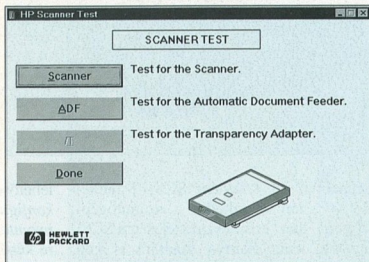 HP Scanner Test
SCANNER TEST
Scanner
Test for the Scanner.
ADF
Test for the Automatic Document Feeder.
Test for the Transparency Adapter.
Done
hp HEWLETT
PACKARD